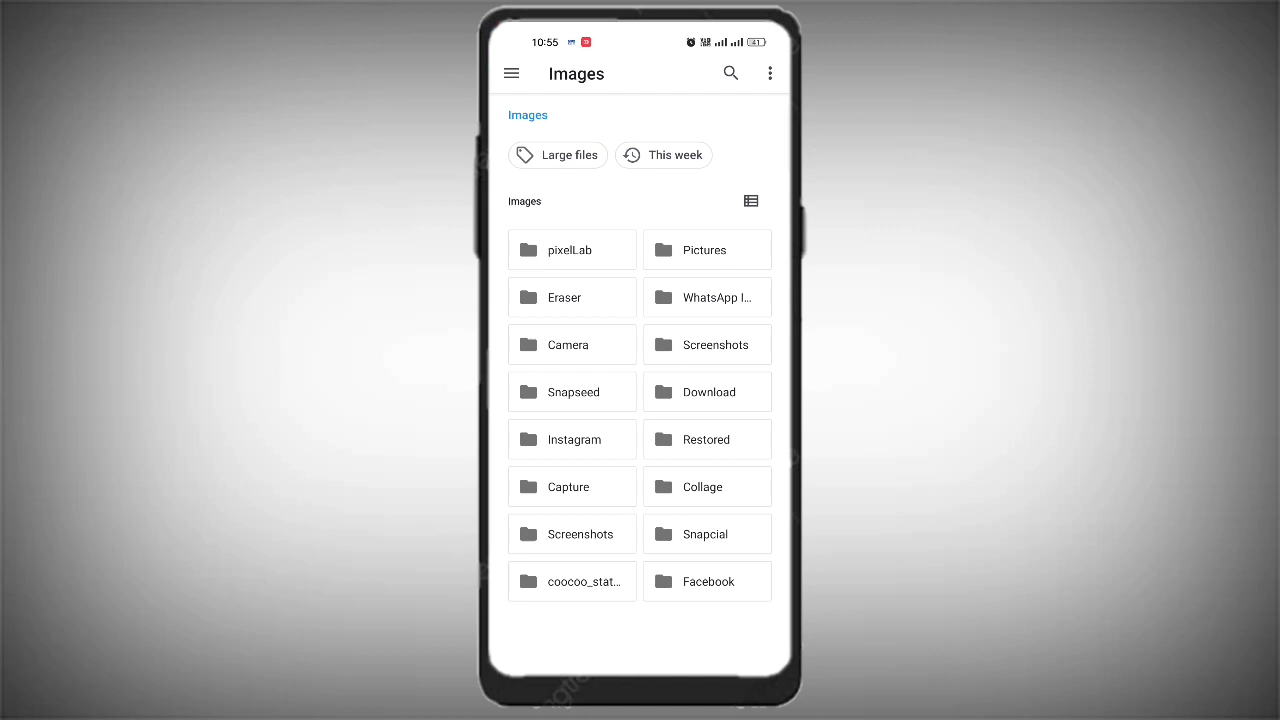 10:55 41
Images
Images
Large files This week
Images
pixelLab Pictures
Eraser WhatsApp I...
Camera Screenshots
Snapseed Download
Instagram Restored
Capture Collage
Screenshots Snapcial
coocoo_stat... Facebook